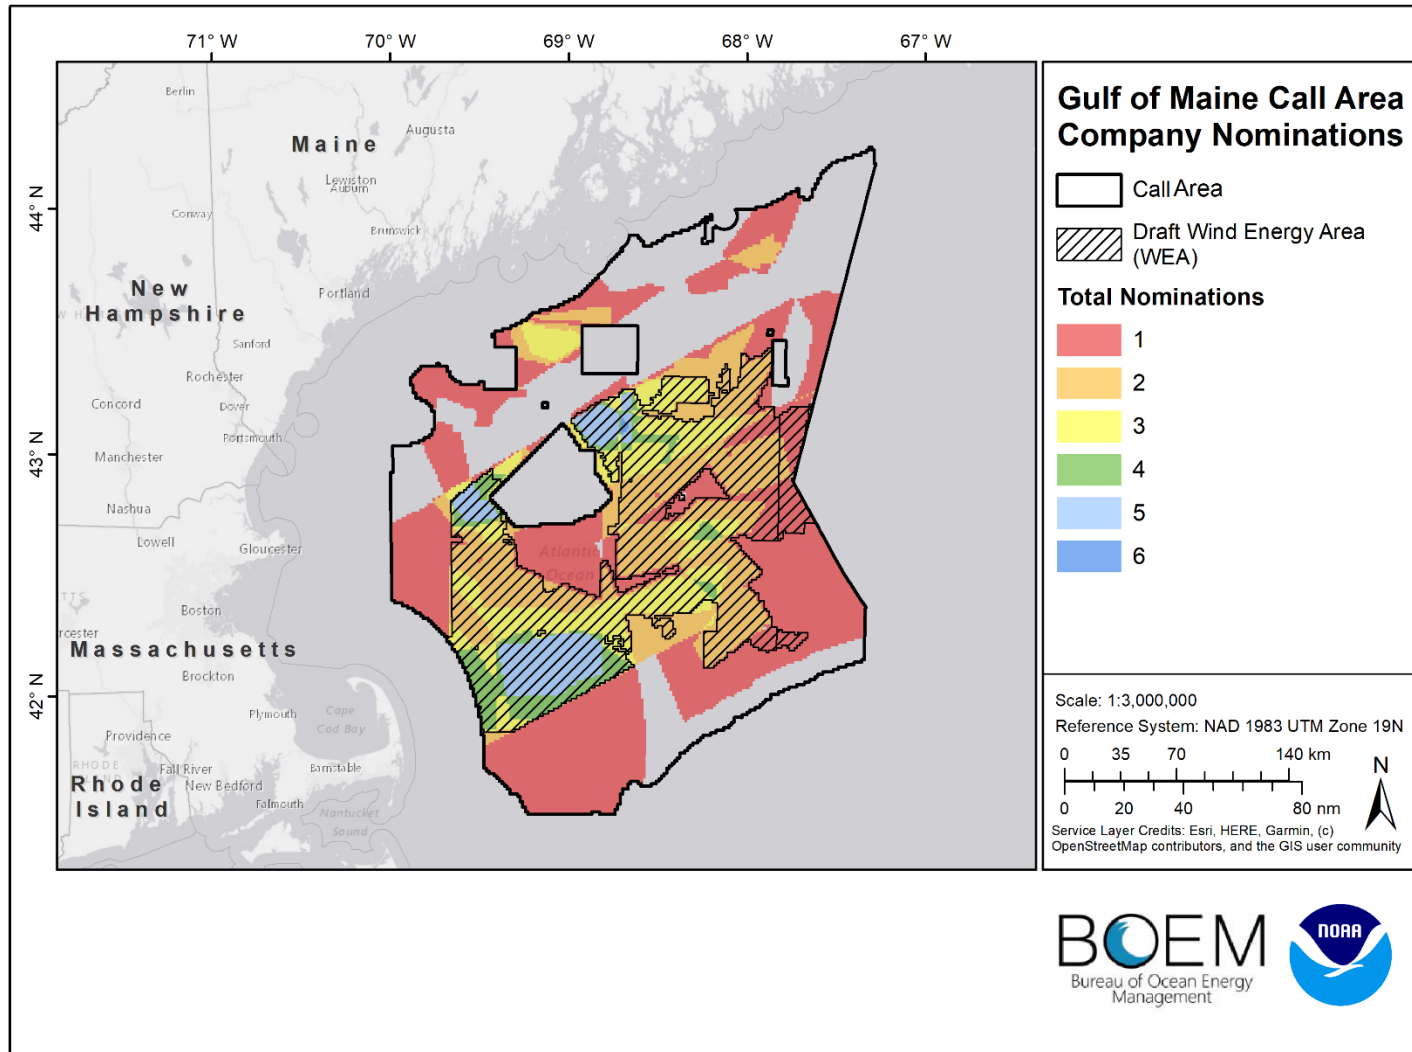 71° W
70° W
69° W
68° W
67° W
44° N
43° N
42° N
Berlin
Augusta
Maine
Lewiston
Auburn
Conway
Brunswick
New
Hampshire
Portland
Sanford
Rochester
Concord
Dover
Portsmouth
Manchester
Nashua
Lowell
Gloucester
Atlantic
Ocean
Boston
Massachusetts
Brockton
Plymouth
Cape
Cod Bay
Providence
Fall River
Barnstable
New Bedford
Rhode
Island
Falmouth
Nantucket
Sound
Gulf of Maine Call Area
Company Nominations
Call Area
Draft Wind Energy Area
(WEA)
Total Nominations
1
2
3
4
5
6
Scale: 1:3,000,000
Reference System: NAD 1983 UTM Zone 19N
0 35 70 140 km
0 20 40 80 nm
N
Service Layer Credits: Esri, HERE, Garmin, (c)
OpenStreetMap contributors, and the GIS user community
BOEM
Bureau of Ocean Energy
Management
NOAA